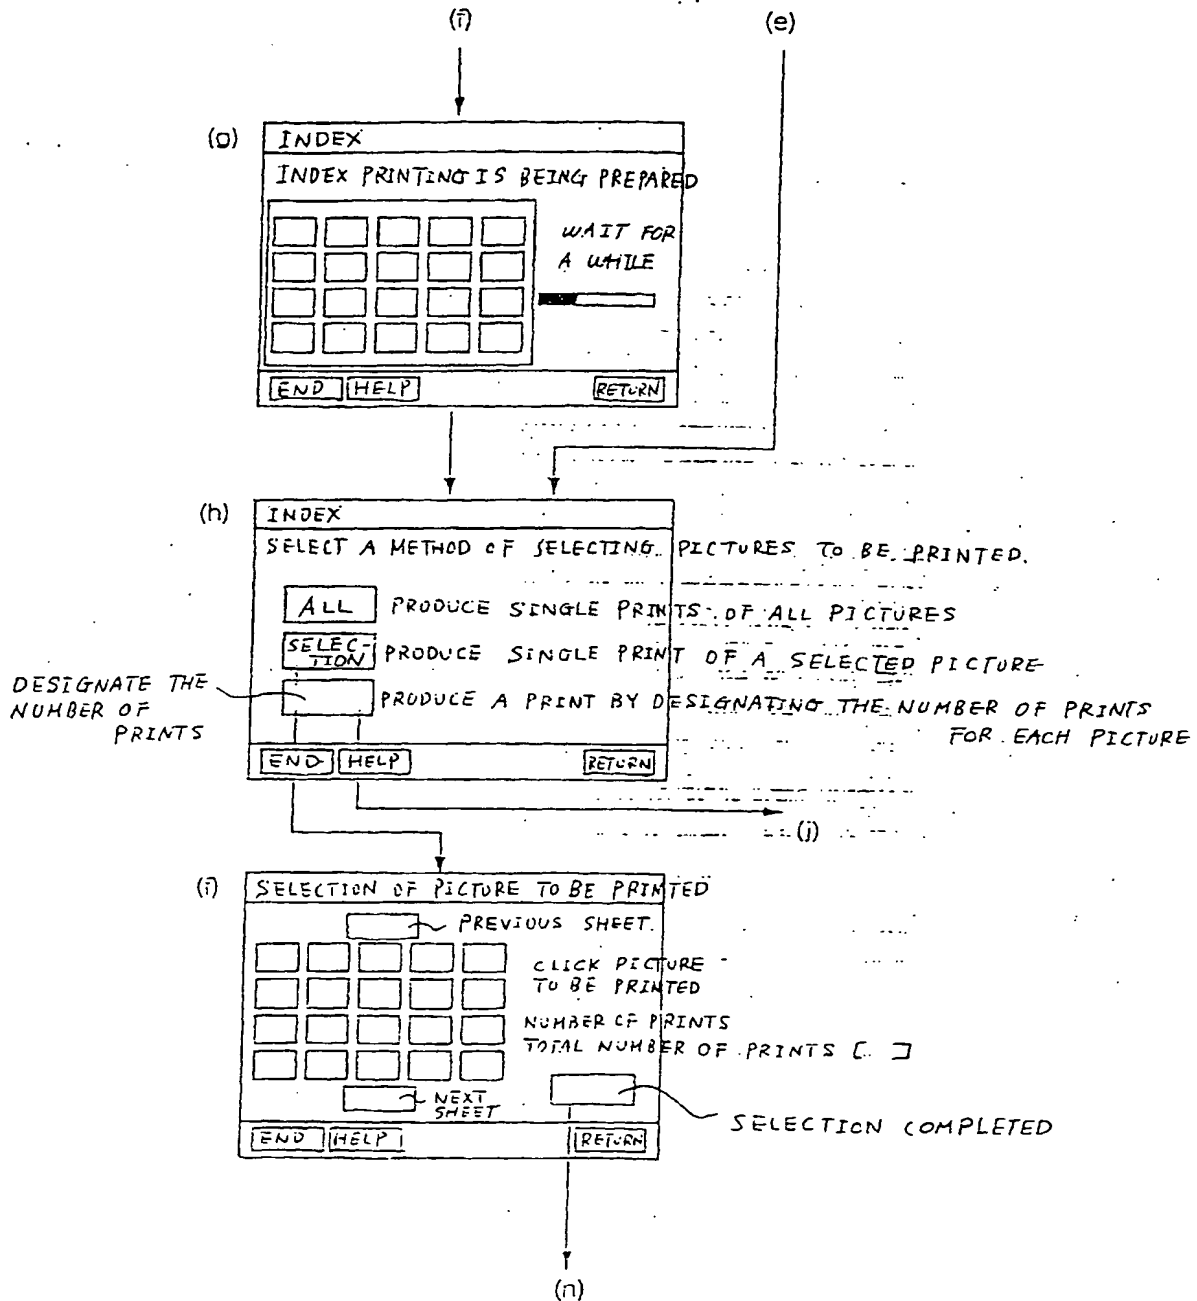 (f)
(e)
(g)
INDEX
INDEX PRINTING IS BEING PREPARED
WAIT FOR
A WHILE
END HELP RETURN
(h)
INDEX
SELECT A METHOD OF SELECTING PICTURES TO BE PRINTED.
ALL PRODUCE SINGLE PRINTS OF ALL PICTURES
SELEC-
TION PRODUCE SINGLE PRINT OF A SELECTED PICTURE
DESIGNATE THE
NUMBER OF
PRINTS
PRODUCE A PRINT BY DESIGNATING THE NUMBER OF PRINTS
FOR EACH PICTURE
END HELP RETURN
(j)
(i)
SELECTION OF PICTURE TO BE PRINTED
PREVIOUS SHEET.
CLICK PICTURE
TO BE PRINTED
NUMBER OF PRINTS
TOTAL NUMBER OF PRINTS [ ]
NEXT
SHEET
SELECTION COMPLETED
END HELP RETURN
(n)